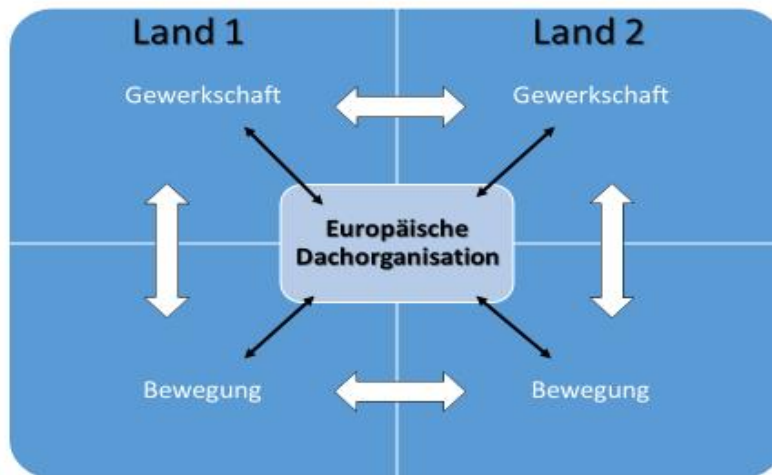 Land 1
Land 2
Gewerkschaft
Gewerkschaft
Europäische
Dachorganisation
Bewegung
Bewegung